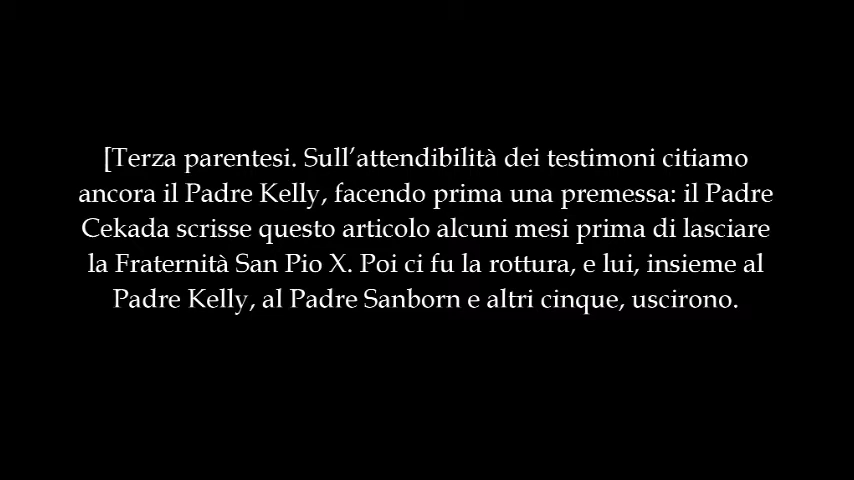 [Terza parentesi. Sull’attendibilità dei testimoni citiamo
ancora il Padre Kelly, facendo prima una premessa: il Padre
Cekada scrisse questo articolo alcuni mesi prima di lasciare
la Fraternità San Pio X. Poi ci fu la rottura, e lui, insieme al
Padre Kelly, al Padre Sanborn e altri cinque, uscirono.